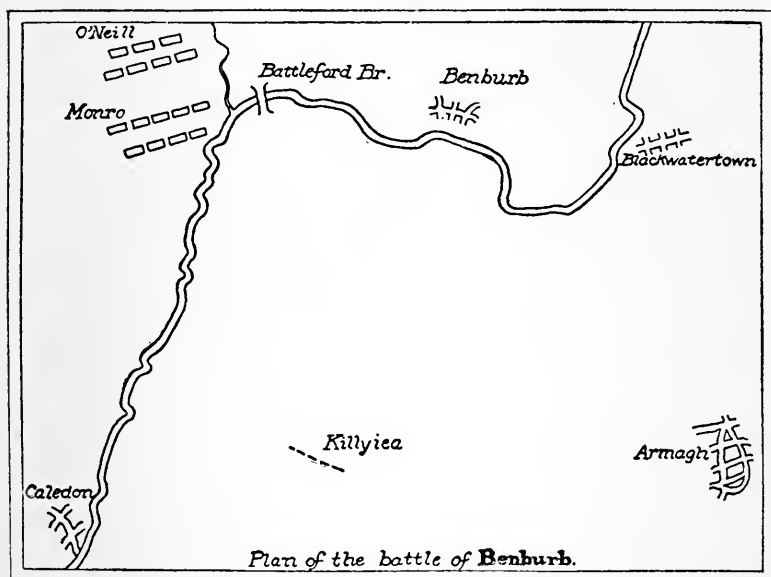 O'Neill
Battleford Br.
Benburb
Monro
Blackwatertown
Killyiea
Armagh
Caledon
Plan of the battle of Benburb.